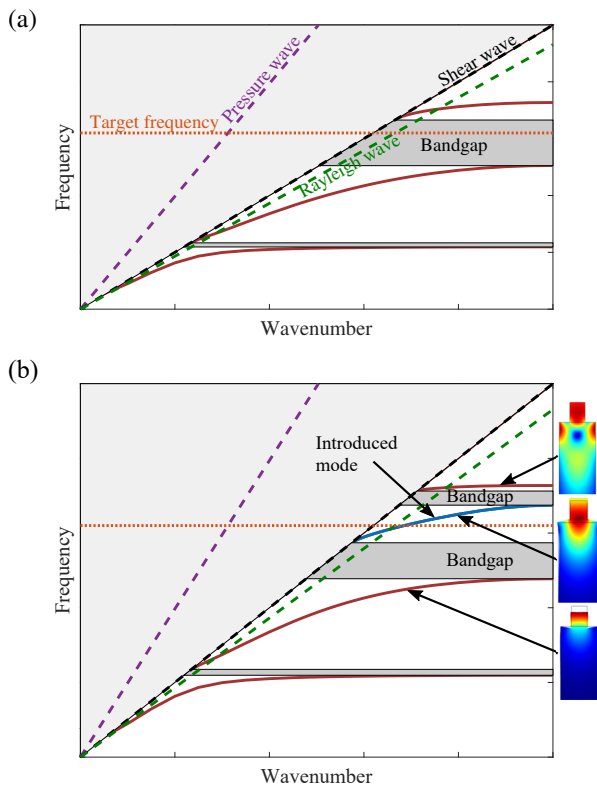 (a)
Pressure wave
Shear wave
Target frequency
Rayleigh wave
Bandgap
Frequency
Wavenumber
(b)
Introduced
mode
Bandgap
Bandgap
Frequency
Wavenumber